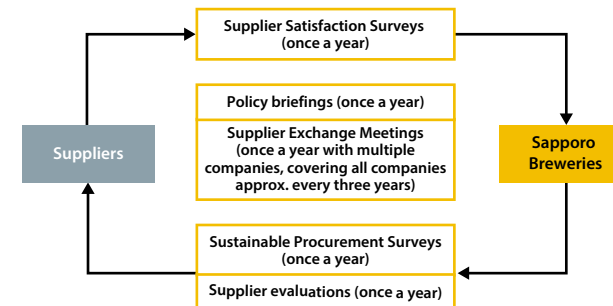 Supplier Satisfaction Surveys
(once a year)
Policy briefings (once a year)
Supplier Exchange Meetings
(once a year with multiple
companies, covering all companies
approx. every three years)
Suppliers
Sapporo
Breweries
Sustainable Procurement Surveys
(once a year)
Supplier evaluations (once a year)